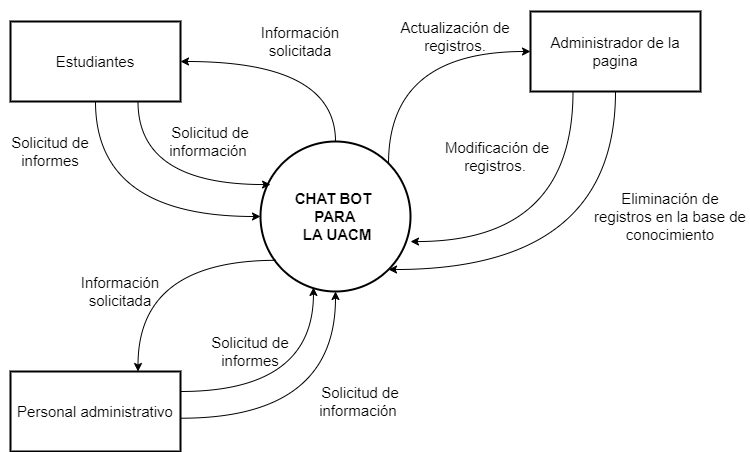 Estudiantes
Información
solicitada
Actualización de
registros.
Administrador de la
pagina
Solicitud de
informes
Solicitud de
información
Modificación de
registros.
CHAT BOT
PARA
LA UACM
Eliminación de
registros en la base de
conocimiento
Información
solicitada
Solicitud de
informes
Solicitud de
información
Personal administrativo